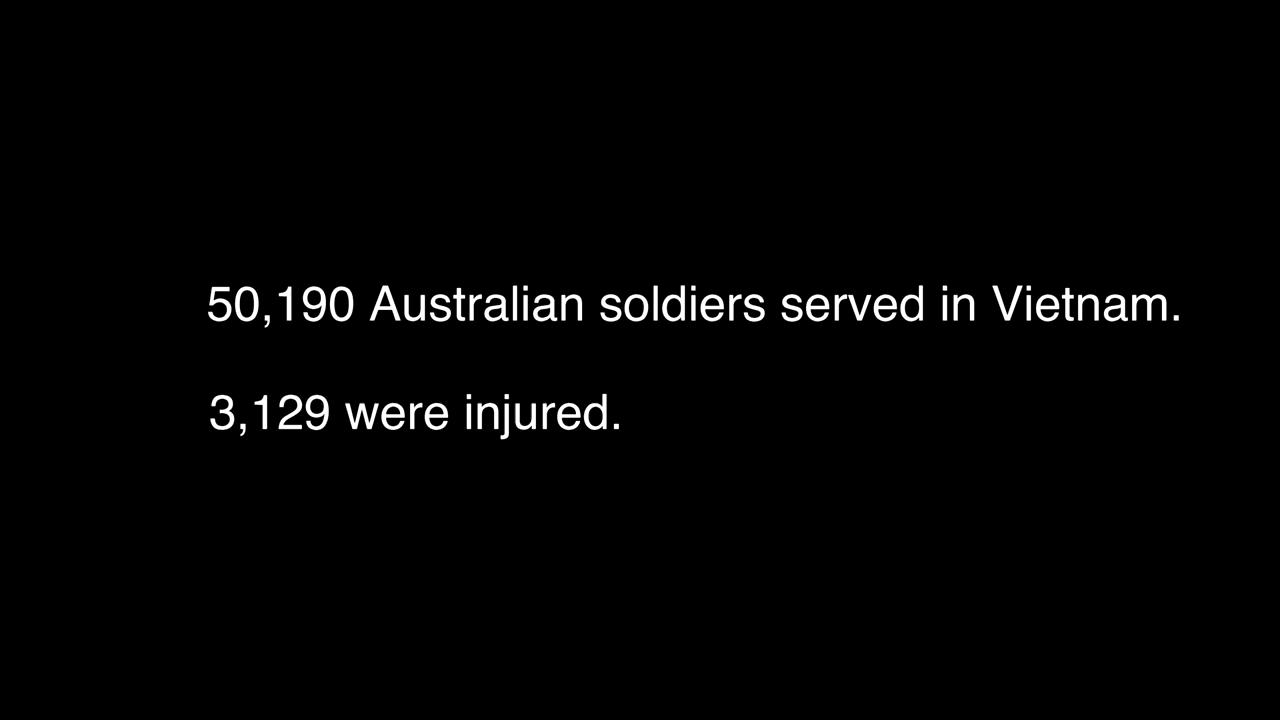 50,190 Australian soldiers served in Vietnam.
3,129 were injured.